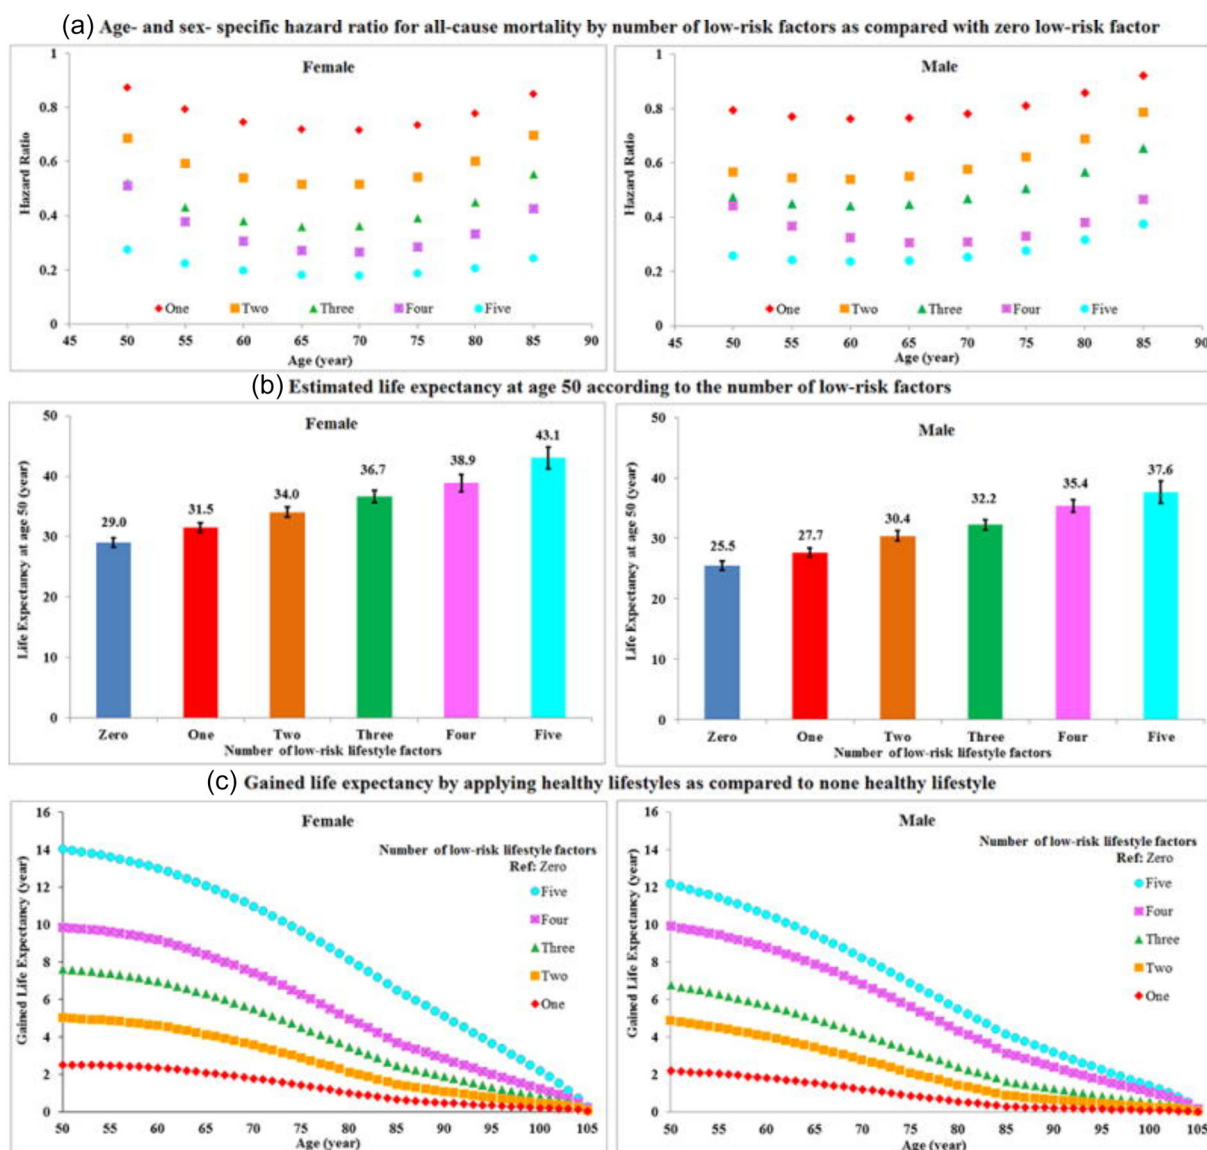 (a) Age- and sex- specific hazard ratio for all-cause mortality by number of low-risk factors as compared with zero low-risk factor
Female
Hazard Ratio
1
0.8
0.6
0.4
0.2
0
One Two Three Four Five
45 50 55 60 65 70 75 80 85 90
Age (year)
Male
Hazard Ratio
1
0.8
0.6
0.4
0.2
0
One Two Three Four Five
45 50 55 60 65 70 75 80 85 90
Age (year)
(b) Estimated life expectancy at age 50 according to the number of low-risk factors
Female
Life Expectancy at age 50 (year)
50
40
30
20
10
0
29.0 31.5 34.0 36.7 38.9 43.1
Zero One Two Three Four Five
Number of low-risk lifestyle factors
Male
Life Expectancy at age 50 (year)
50
40
30
20
10
0
25.5 27.7 30.4 32.2 35.4 37.6
Zero One Two Three Four Five
Number of low-risk lifestyle factors
(c) Gained life expectancy by applying healthy lifestyles as compared to none healthy lifestyle
Female
Gained Life Expectancy (year)
16
14
12
10
8
6
4
2
0
Number of low-risk lifestyle factors
Ref: Zero
Five
Four
Three
Two
One
50 55 60 65 70 75 80 85 90 95 100 105
Age (year)
Male
Gained Life Expectancy (year)
16
14
12
10
8
6
4
2
0
Number of low-risk lifestyle factors
Ref: Zero
Five
Four
Three
Two
One
50 55 60 65 70 75 80 85 90 95 100 105
Age (year)